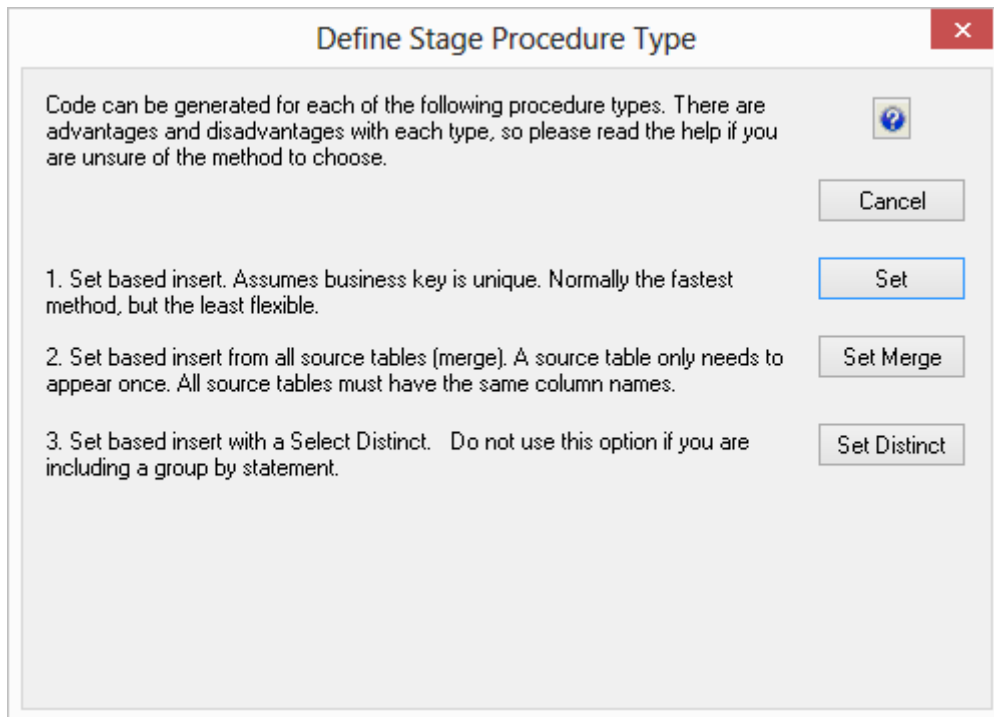 Define Stage Procedure Type
Code can be generated for each of the following procedure types. There are
advantages and disadvantages with each type, so please read the help if you
are unsure of the method to choose.
Cancel
1. Set based insert. Assumes business key is unique. Normally the fastest
method, but the least flexible.
Set
2. Set based insert from all source tables (merge). A source table only needs to
appear once. All source tables must have the same column names.
Set Merge
3. Set based insert with a Select Distinct.   Do not use this option if you are
including a group by statement.
Set Distinct